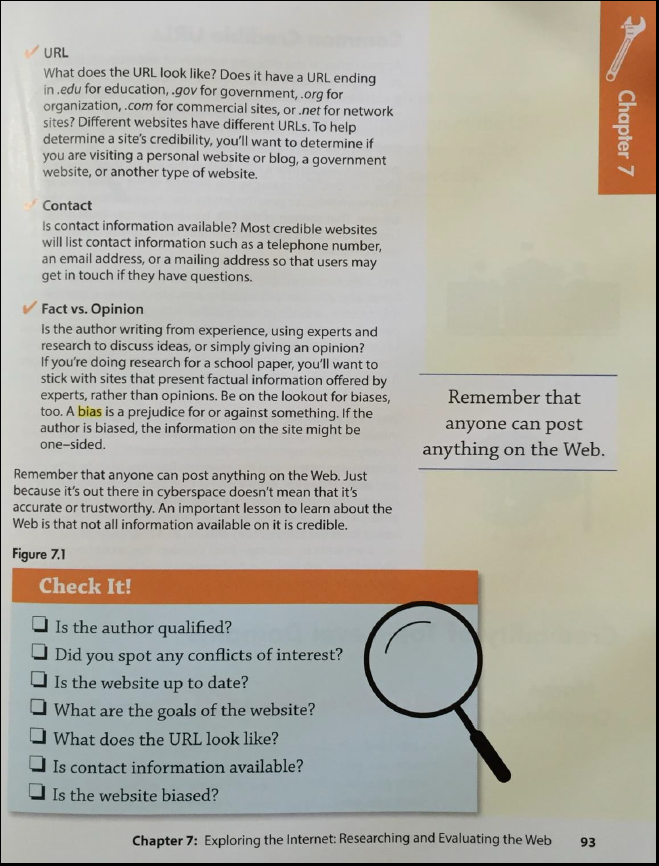 URL
What does the URL look like? Does it have a URL ending
in .edu for education, .gov for government, .org for
organization, .com for commercial sites, or .net for network
sites? Different websites have different URLs. To help
determine a site's credibility, you'll want to determine if
you are visiting a personal website or blog, a government
website, or another type of website.
Contact
Is contact information available? Most credible websites
will list contact information such as a telephone number,
an email address, or a mailing address so that users may
get in touch if they have questions.
Fact vs. Opinion
Is the author writing from experience, using experts and
research to discuss ideas, or simply giving an opinion?
If you're doing research for a school paper, you'll want to
stick with sites that present factual information offered by
experts, rather than opinions. Be on the lookout for biases,
too. A bias is a prejudice for or against something. If the
author is biased, the information on the site might be
one–sided.
Remember that anyone can post anything on the Web. Just
because it's out there in cyberspace doesn't mean that it's
accurate or trustworthy. An important lesson to learn about the
Web is that not all information available on it is credible.
Chapter 7
Remember that
anyone can post
anything on the Web.
Figure 7.1
Check It!
Is the author qualified?
Did you spot any conflicts of interest?
Is the website up to date?
What are the goals of the website?
What does the URL look like?
Is contact information available?
Is the website biased?
Chapter 7: Exploring the Internet: Researching and Evaluating the Web 93